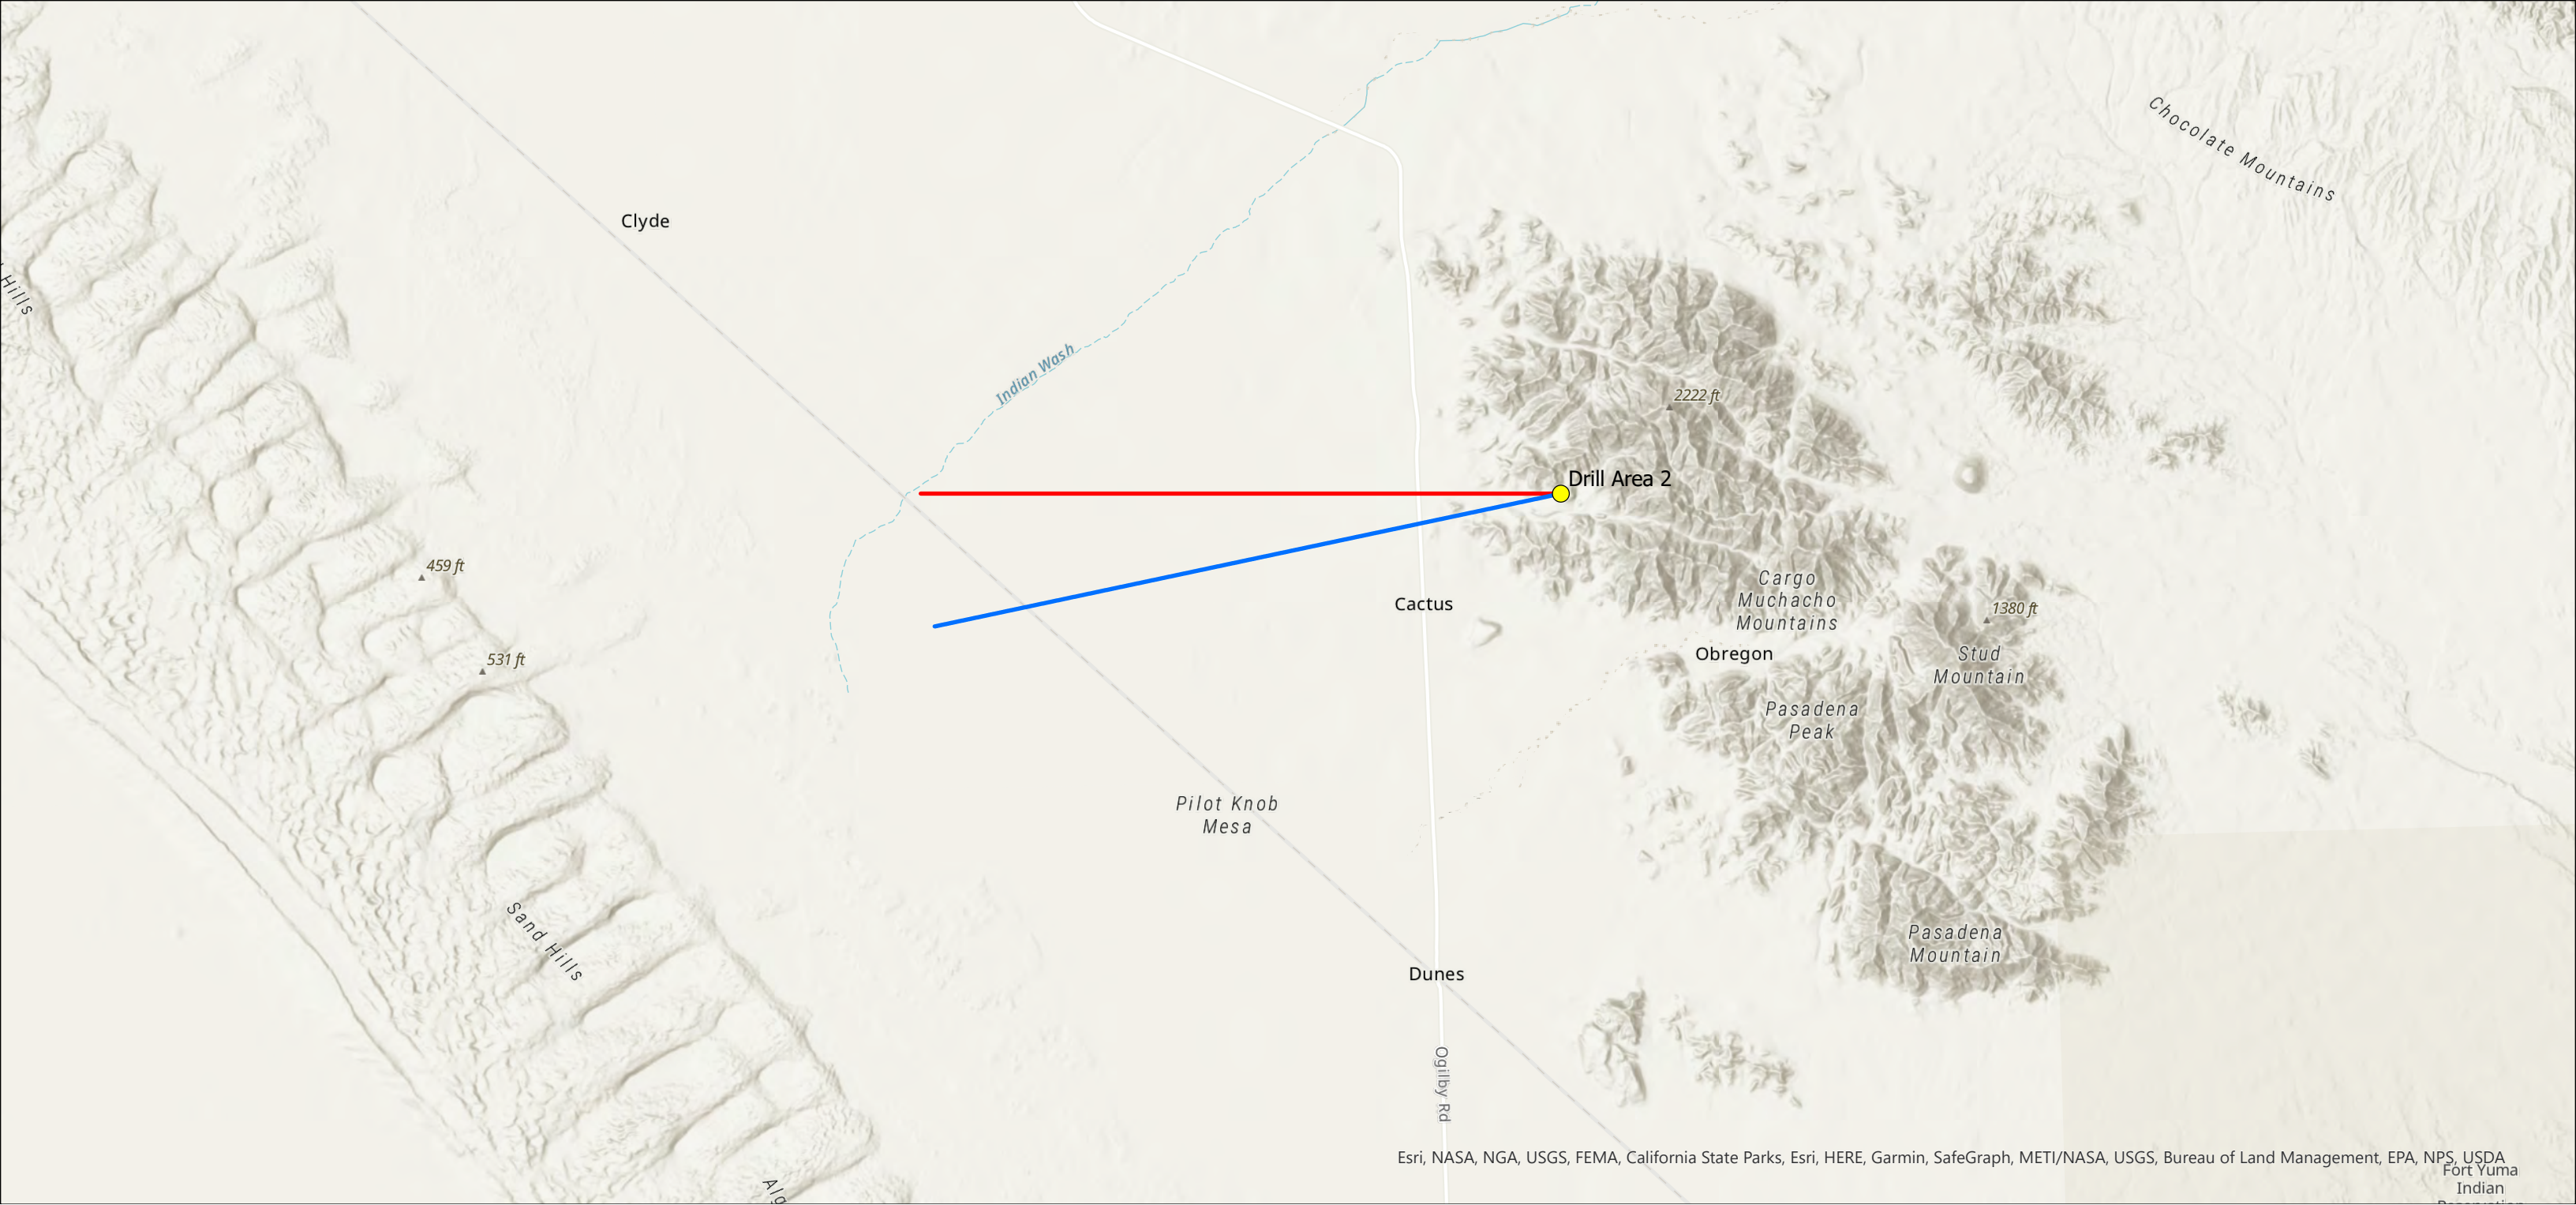 Chocolate Mountains
Clyde
Hills
Indian Wash
2222 ft
Drill Area 2
459 ft
Cargo
Muchacho
Mountains
Cactus
1380 ft
531 ft
Obregon
Stud
Mountain
Pasadena
Peak
Pilot Knob
Mesa
Sand Hills
Pasadena
Mountain
Dunes
Ogilby Rd
Esri, NASA, NGA, USGS, FEMA, California State Parks, Esri, HERE, Garmin, SafeGraph, METI/NASA, USGS, Bureau of Land Management, EPA, NPS, USDA
Fort Yuma
Indian